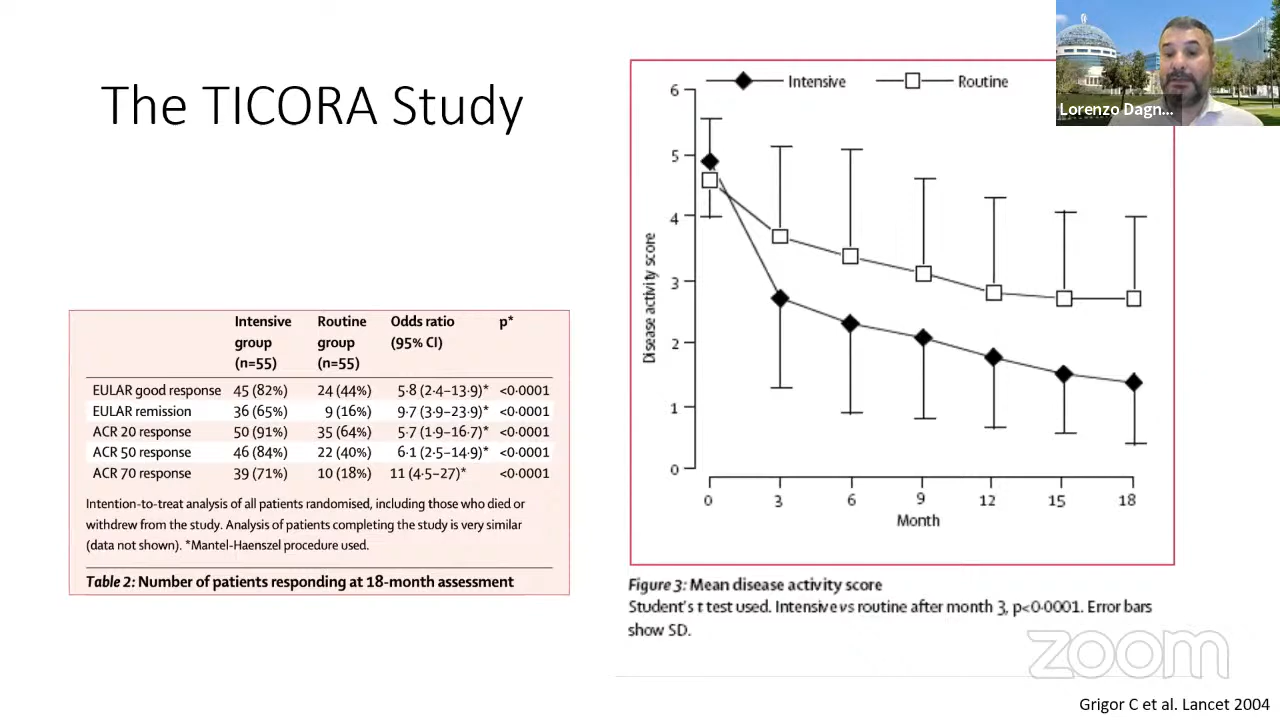 The TICORA Study
Intensive group (n=55) Routine group (n=55) Odds ratio (95% CI) p*
EULAR good response 45 (82%) 24 (44%) 5·8 (2·4–13·9)* <0·0001
EULAR remission 36 (65%) 9 (16%) 9·7 (3·9–23·9)* <0·0001
ACR 20 response 50 (91%) 35 (64%) 5·7 (1·9–16·7)* <0·0001
ACR 50 response 46 (84%) 22 (40%) 6·1 (2·5–14·9)* <0·0001
ACR 70 response 39 (71%) 10 (18%) 11 (4·5–27)* <0·0001
Intention-to-treat analysis of all patients randomised, including those who died or
withdrew from the study. Analysis of patients completing the study is very similar
(data not shown). *Mantel-Haenszel procedure used.
Table 2: Number of patients responding at 18-month assessment
Intensive Routine
6
5
4
3
2
1
0
Disease activity score
0 3 6 9 12 15 18
Month
Figure 3: Mean disease activity score
Student's t test used. Intensive vs routine after month 3, p<0·0001. Error bars
show SD.
Lorenzo Dagn...
zoom
Grigor C et al. Lancet 2004